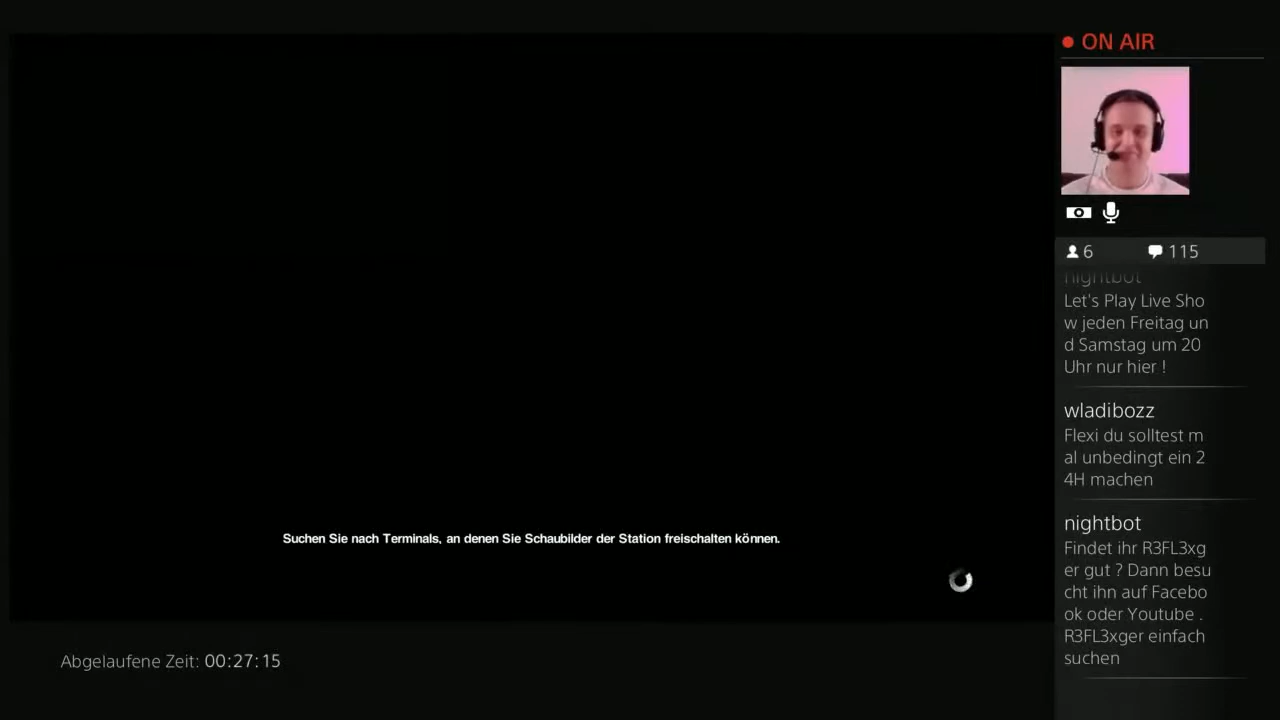 ON AIR
6 115
nightbot
Let's Play Live Sho
w jeden Freitag un
d Samstag um 20
Uhr nur hier !
wladibozz
Flexi du solltest m
al unbedingt ein 2
4H machen
nightbot
Findet ihr R3FL3xg
er gut ? Dann besu
cht ihn auf Facebo
ok oder Youtube .
R3FL3xger einfach
suchen
Suchen Sie nach Terminals, an denen Sie Schaubilder der Station freischalten können.
Abgelaufene Zeit: 00:27:15